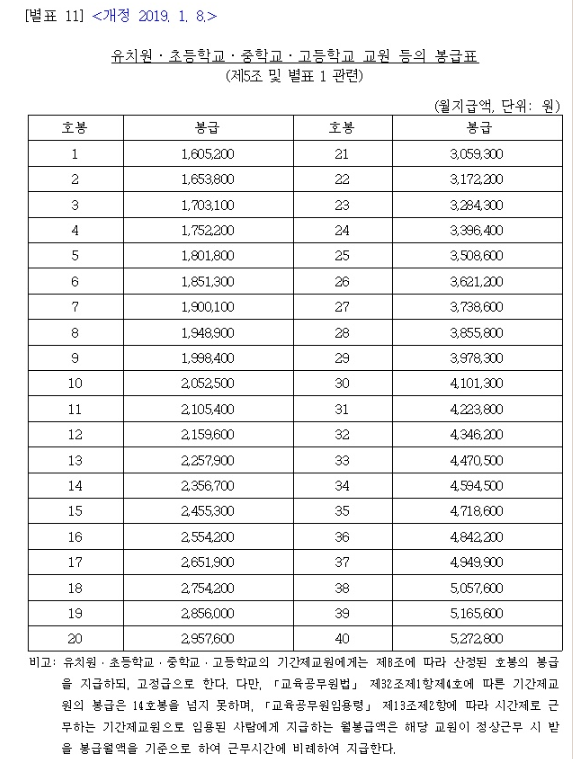 [별표 11] <개정 2019. 1. 8.>
유치원ㆍ초등학교ㆍ중학교ㆍ고등학교 교원 등의 봉급표
(제5조 및 별표 1 관련)
(월지급액, 단위: 원)
호봉 봉급 호봉 봉급
1 1,605,200 21 3,059,300
2 1,653,800 22 3,172,200
3 1,703,100 23 3,284,300
4 1,752,200 24 3,396,400
5 1,801,800 25 3,508,600
6 1,851,300 26 3,621,200
7 1,900,100 27 3,738,600
8 1,948,900 28 3,855,800
9 1,998,400 29 3,978,300
10 2,052,500 30 4,101,300
11 2,105,400 31 4,223,800
12 2,159,600 32 4,346,200
13 2,257,900 33 4,470,500
14 2,356,700 34 4,594,500
15 2,455,300 35 4,718,600
16 2,554,200 36 4,842,200
17 2,651,900 37 4,949,900
18 2,754,200 38 5,057,600
19 2,856,000 39 5,165,600
20 2,957,600 40 5,272,800
비고: 유치원ㆍ초등학교ㆍ중학교ㆍ고등학교의 기간제교원에게는 제8조에 따라 산정된 호봉의 봉급
을 지급하되, 고정급으로 한다. 다만, 「교육공무원법」 제32조제1항제4호에 따른 기간제교
원의 봉급은 14호봉을 넘지 못하며, 「교육공무원임용령」 제13조제2항에 따라 시간제로 근
무하는 기간제교원으로 임용된 사람에게 지급하는 월봉급액은 해당 교원이 정상근무 시 받
을 봉급월액을 기준으로 하여 근무시간에 비례하여 지급한다.